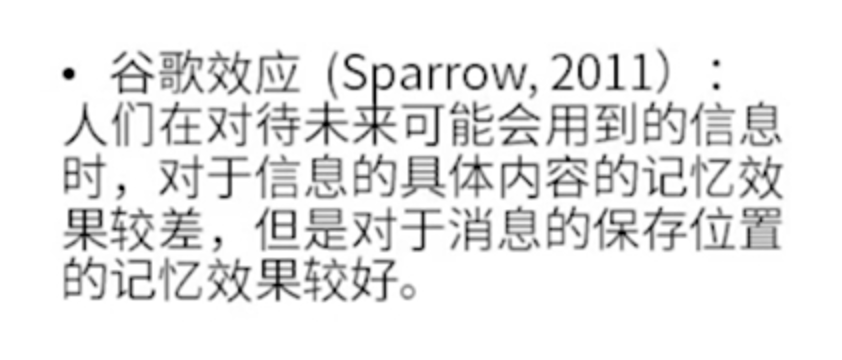 • 谷歌效应（Sparrow, 2011）：
人们在对待未来可能会用到的信息
时，对于信息的具体内容的记忆效
果较差，但是对于消息的保存位置
的记忆效果较好。